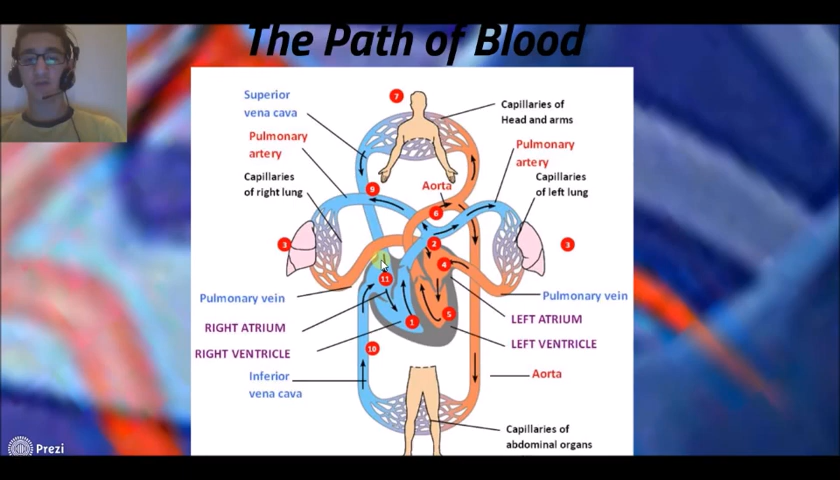 The Path of Blood
7
Superior
vena cava
Capillaries of
Head and arms
Pulmonary
artery
Pulmonary
artery
Capillaries
of right lung
Capillaries
of left lung
9
Aorta
6
3
2
3
4
11
Pulmonary vein
Pulmonary vein
RIGHT ATRIUM
1
5
LEFT ATRIUM
RIGHT VENTRICLE
10
LEFT VENTRICLE
Inferior
vena cava
Aorta
Capillaries of
abdominal organs
Prezi